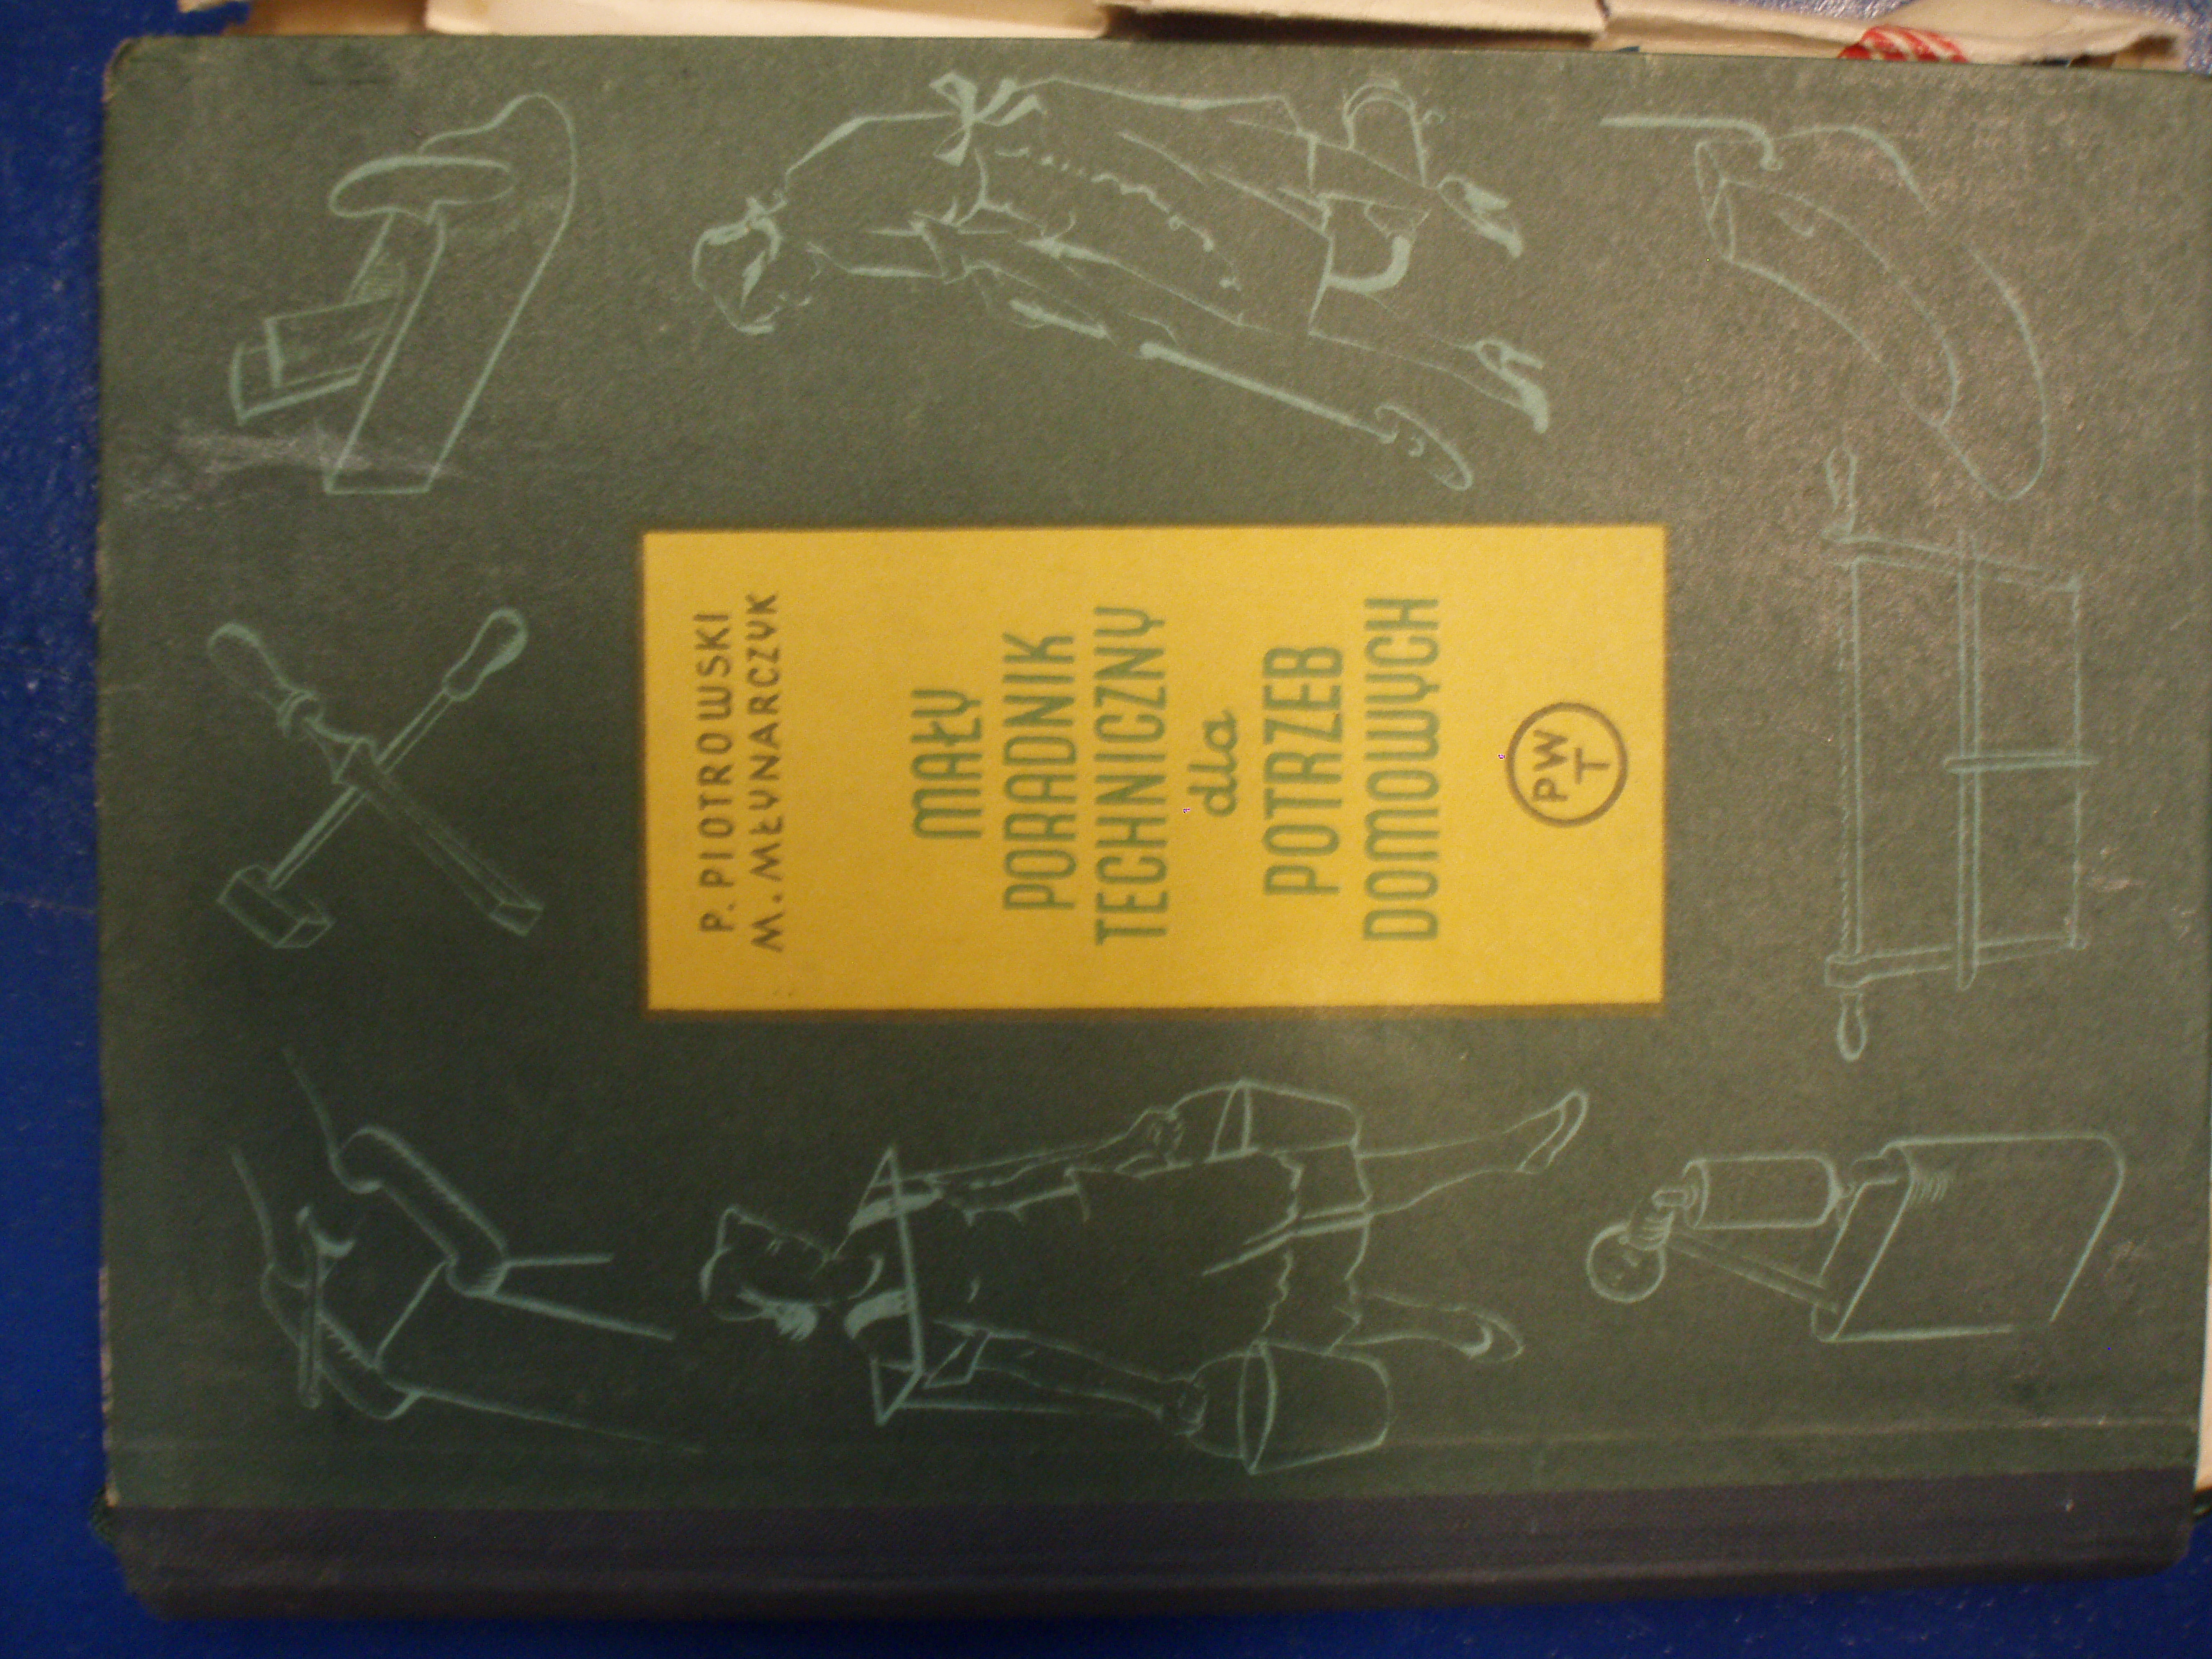 P. PIOTROWSKI
M. MŁYNARCZYK
MAŁY
PORADNIK
TECHNICZNY
dla
POTRZEB
DOMOWYCH
PWT